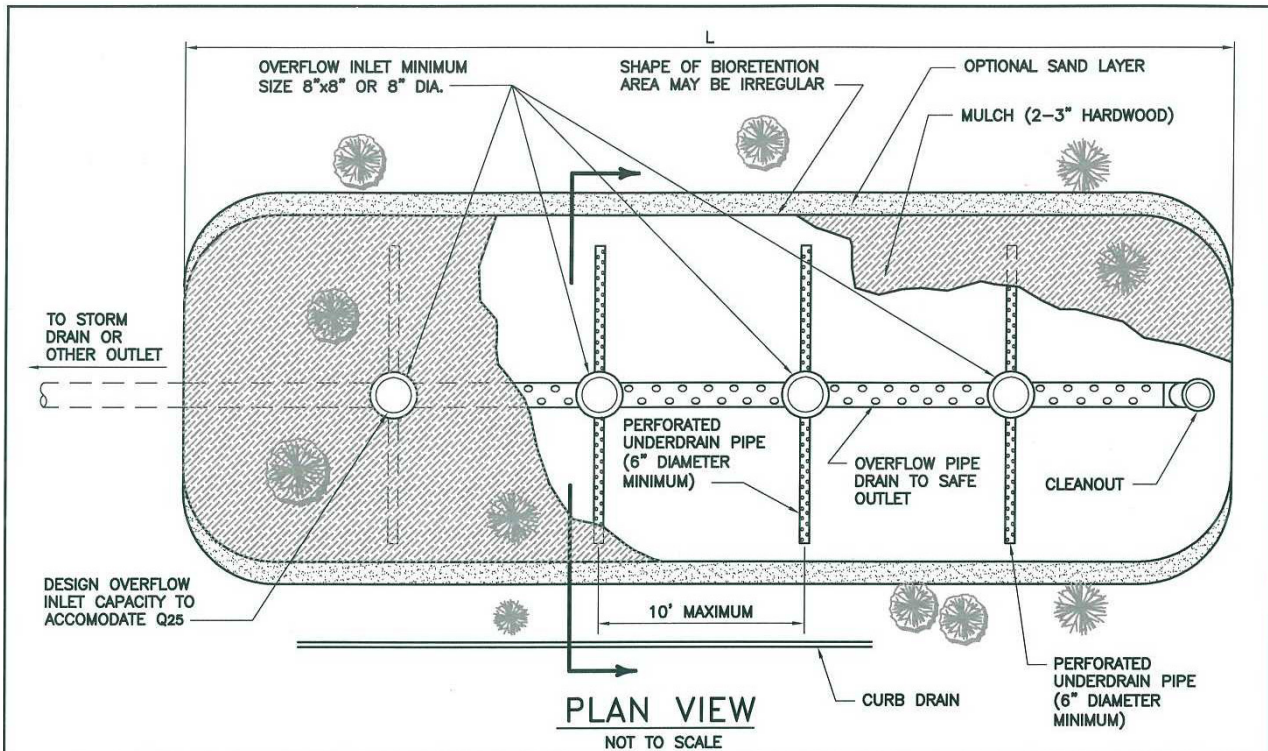 L
OVERFLOW INLET MINIMUM
SIZE 8"x8" OR 8" DIA.
SHAPE OF BIORETENTION
AREA MAY BE IRREGULAR
OPTIONAL SAND LAYER
MULCH (2-3" HARDWOOD)
TO STORM
DRAIN OR
OTHER OUTLET
PERFORATED
UNDERDRAIN PIPE
(6" DIAMETER
MINIMUM)
OVERFLOW PIPE
DRAIN TO SAFE
OUTLET
CLEANOUT
DESIGN OVERFLOW
INLET CAPACITY TO
ACCOMODATE Q25
10' MAXIMUM
CURB DRAIN
PERFORATED
UNDERDRAIN PIPE
(6" DIAMETER
MINIMUM)
PLAN VIEW
NOT TO SCALE